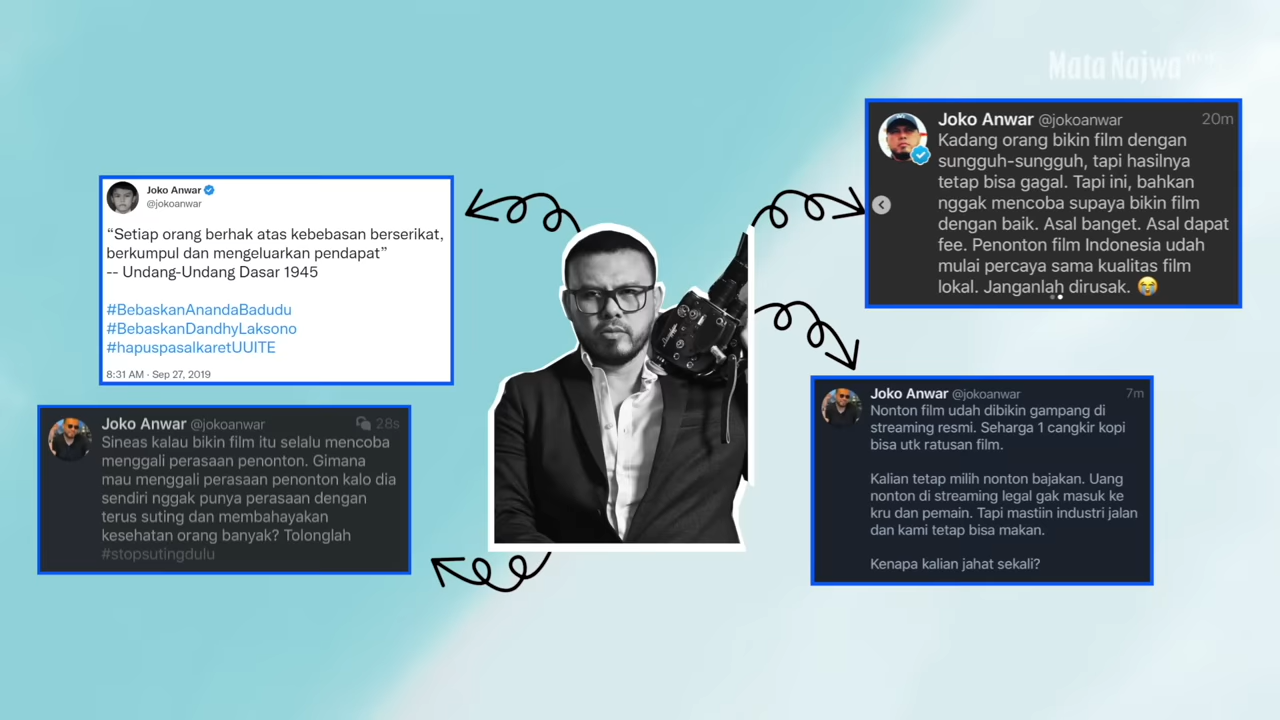 Mata Najwa
Joko Anwar
@jokoanwar
“Setiap orang berhak atas kebebasan berserikat,
berkumpul dan mengeluarkan pendapat”
-- Undang-Undang Dasar 1945
#BebaskanAnandaBadudu
#BebaskanDandhyLaksono
#hapuspasalkaretUUITE
8:31 AM · Sep 27, 2019
Joko Anwar @jokoanwar 28s
Sineas kalau bikin film itu selalu mencoba
menggali perasaan penonton. Gimana
mau menggali perasaan penonton kalo dia
sendiri nggak punya perasaan dengan
terus suting dan membahayakan
kesehatan orang banyak? Tolonglah
#stopsutingdulu
Joko Anwar @jokoanwar 20m
Kadang orang bikin film dengan
sungguh-sungguh, tapi hasilnya
tetap bisa gagal. Tapi ini, bahkan
nggak mencoba supaya bikin film
dengan baik. Asal banget. Asal dapat
fee. Penonton film Indonesia udah
mulai percaya sama kualitas film
lokal. Janganlah dirusak. 😭
Joko Anwar @jokoanwar 7m
Nonton film udah dibikin gampang di
streaming resmi. Seharga 1 cangkir kopi
bisa utk ratusan film.
Kalian tetap milih nonton bajakan. Uang
nonton di streaming legal gak masuk ke
kru dan pemain. Tapi mastiin industri jalan
dan kami tetap bisa makan.
Kenapa kalian jahat sekali?